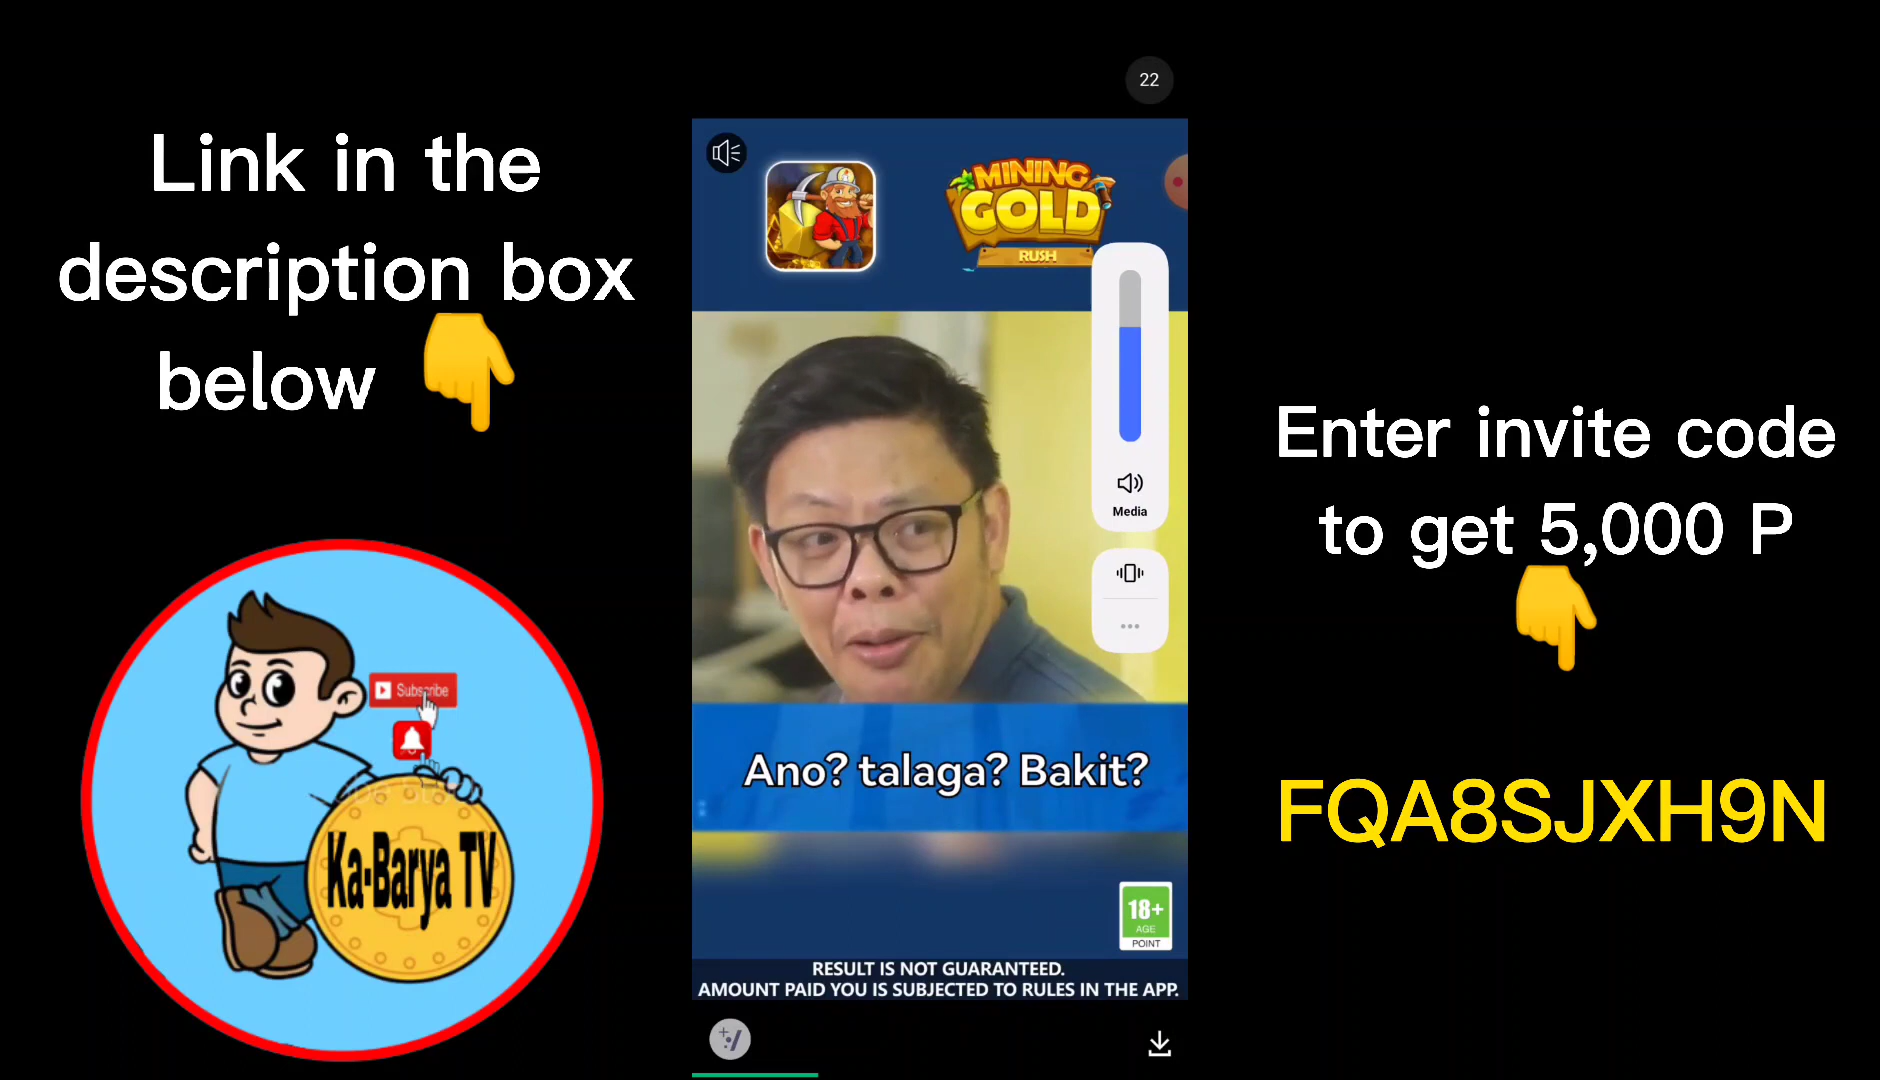 Link in the
description box
below
Subscribe
Ka-Barya TV
22
MINING
GOLD
RUSH
Media
Ano? talaga? Bakit?
18+
AGE
POINT
RESULT IS NOT GUARANTEED.
AMOUNT PAID YOU IS SUBJECTED TO RULES IN THE APP.
Enter invite code
to get 5,000 P
FQA8SJXH9N